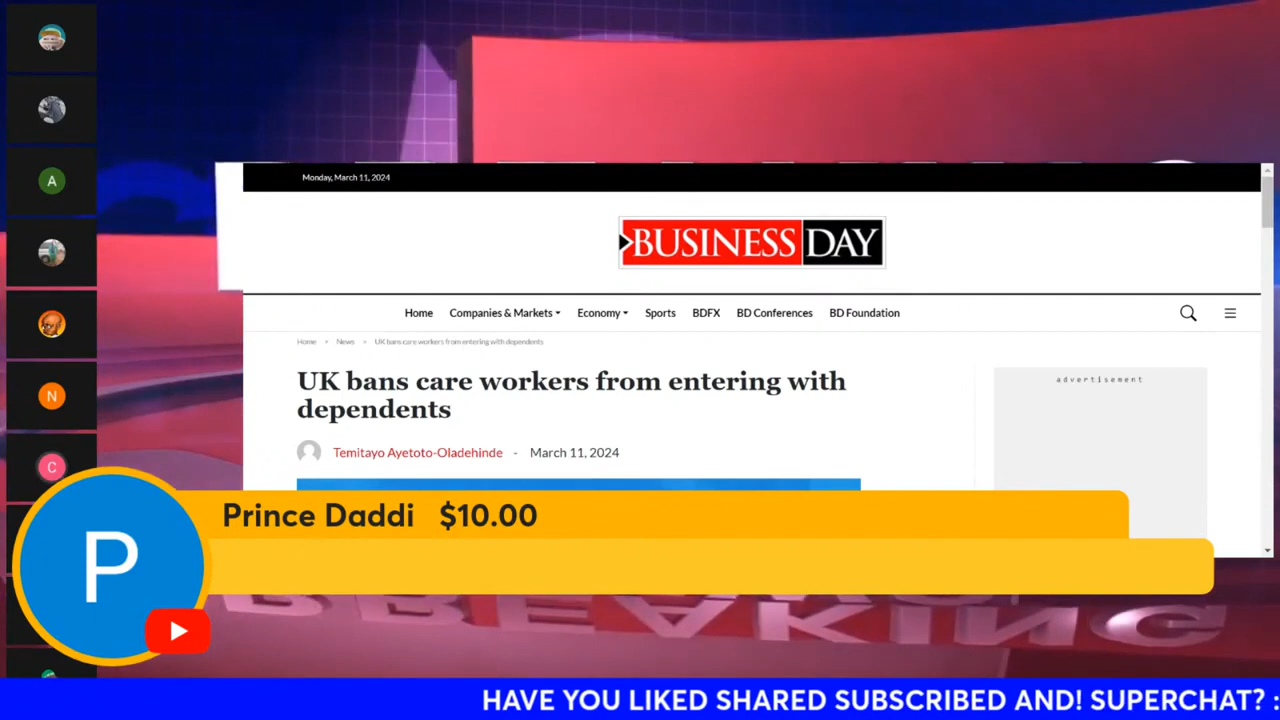 Monday, March 11, 2024
BUSINESS DAY
Home Companies & Markets Economy Sports BDFX BD Conferences BD Foundation
Home > News > UK bans care workers from entering with dependents
UK bans care workers from entering with
dependents
advertisement
Temitayo Ayetoto-Oladehinde - March 11, 2024
A
N
C
P
Prince Daddi $10.00
BREAKING
HAVE YOU LIKED SHARED SUBSCRIBED AND! SUPERCHAT? :